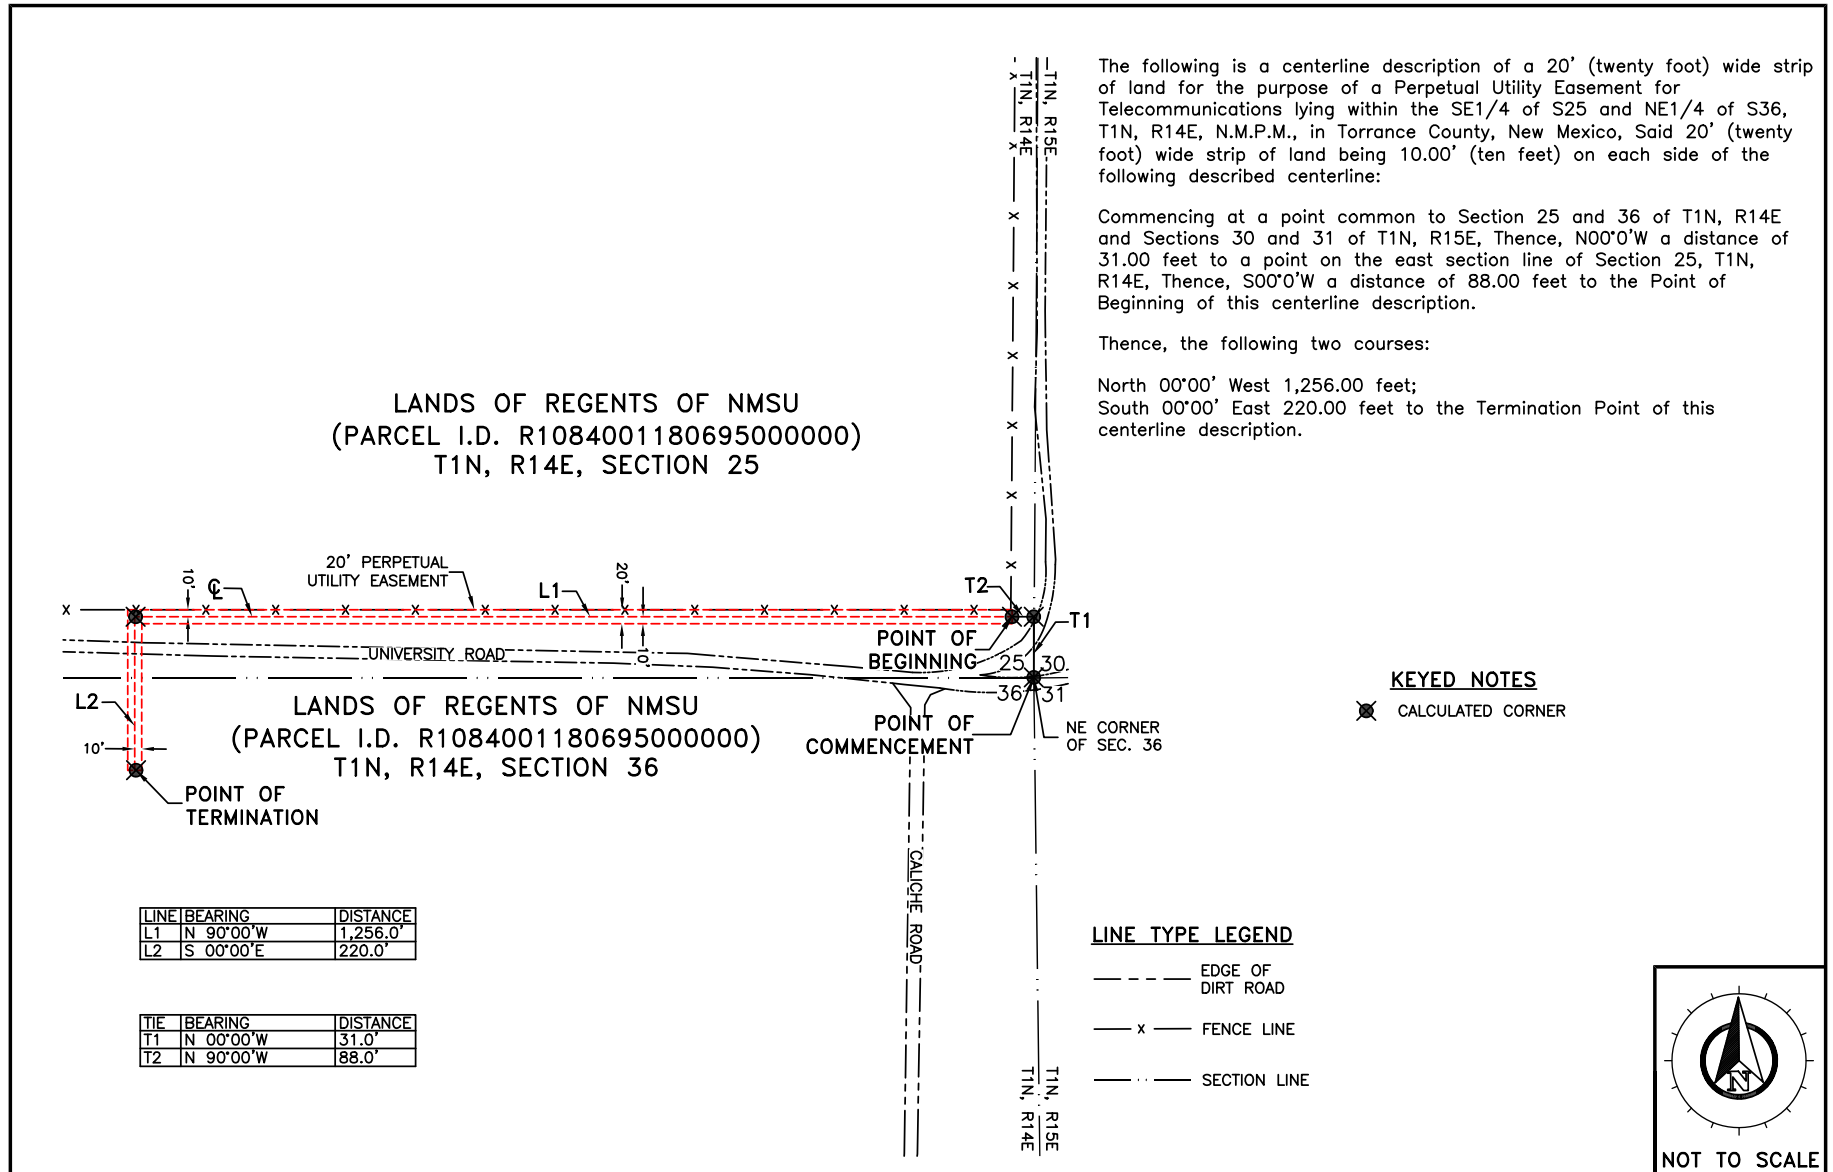 The following is a centerline description of a 20' (twenty foot) wide strip
of land for the purpose of a Perpetual Utility Easement for
Telecommunications lying within the SE1/4 of S25 and NE1/4 of S36,
T1N, R14E, N.M.P.M., in Torrance County, New Mexico, Said 20' (twenty
foot) wide strip of land being 10.00' (ten feet) on each side of the
following described centerline:
Commencing at a point common to Section 25 and 36 of T1N, R14E
and Sections 30 and 31 of T1N, R15E, Thence, N00°0'W a distance of
31.00 feet to a point on the east section line of Section 25, T1N,
R14E, Thence, S00°0'W a distance of 88.00 feet to the Point of
Beginning of this centerline description.
Thence, the following two courses:
North 00°00' West 1,256.00 feet;
South 00°00' East 220.00 feet to the Termination Point of this
centerline description.
T1N, R14E
T1N, R15E
LANDS OF REGENTS OF NMSU
(PARCEL I.D. R1084001180695000000)
T1N, R14E, SECTION 25
20' PERPETUAL
UTILITY EASEMENT
10'
℄
L1
20'
10'
T2
T1
POINT OF
BEGINNING
25
30
36
31
UNIVERSITY ROAD
L2
10'
LANDS OF REGENTS OF NMSU
(PARCEL I.D. R1084001180695000000)
T1N, R14E, SECTION 36
POINT OF
COMMENCEMENT
NE CORNER
OF SEC. 36
POINT OF
TERMINATION
KEYED NOTES
CALCULATED CORNER
CALICHE ROAD
LINE BEARING DISTANCE
L1 N 90°00'W 1,256.0'
L2 S 00°00'E 220.0'
TIE BEARING DISTANCE
T1 N 00°00'W 31.0'
T2 N 90°00'W 88.0'
LINE TYPE LEGEND
EDGE OF
DIRT ROAD
X FENCE LINE
SECTION LINE
T1N, R14E
T1N, R15E
N
NOT TO SCALE